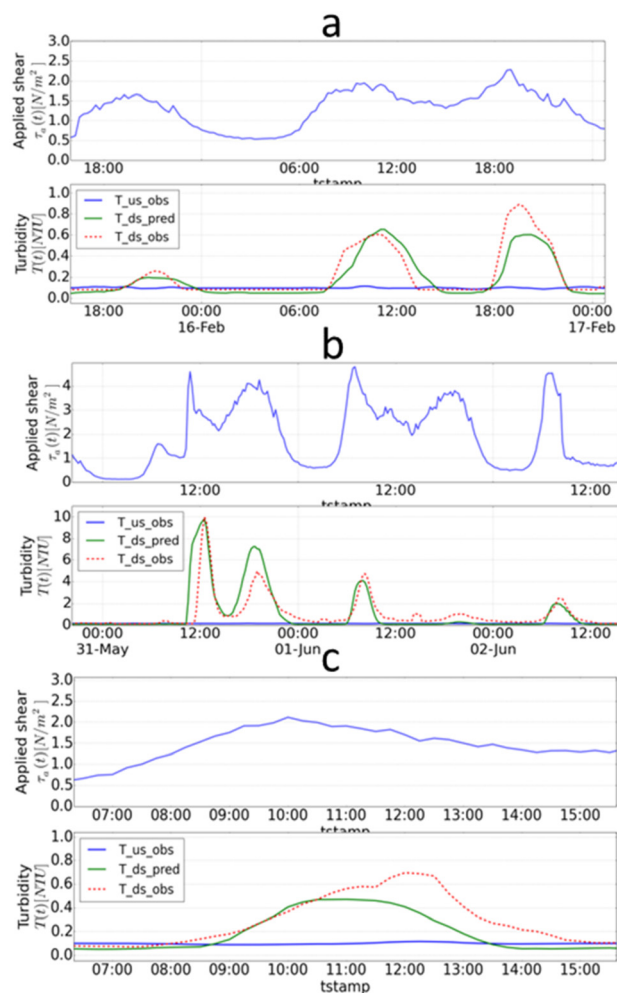 a
Applied shear
τₐ(t)[N/m²]
3.0
2.5
2.0
1.5
1.0
0.5
0.0
18:00 06:00 12:00 18:00
tstamp
Turbidity
T(t)[NTU]
1.0
0.8
0.6
0.4
0.2
0.0
T_us_obs
T_ds_pred
T_ds_obs
18:00 00:00 06:00 12:00 18:00 00:00
16-Feb 17-Feb
b
Applied shear
τₐ(t)[N/m²]
4
3
2
1
0
12:00 12:00 12:00
tstamp
Turbidity
T(t)[NTU]
10
8
6
4
2
0
T_us_obs
T_ds_pred
T_ds_obs
00:00 12:00 00:00 12:00 00:00 12:00
31-May 01-Jun 02-Jun
c
Applied shear
τₐ(t)[N/m²]
3.0
2.5
2.0
1.5
1.0
0.5
0.0
07:00 08:00 09:00 10:00 11:00 12:00 13:00 14:00 15:00
tstamp
Turbidity
T(t)[NTU]
1.0
0.8
0.6
0.4
0.2
0.0
T_us_obs
T_ds_pred
T_ds_obs
07:00 08:00 09:00 10:00 11:00 12:00 13:00 14:00 15:00
tstamp